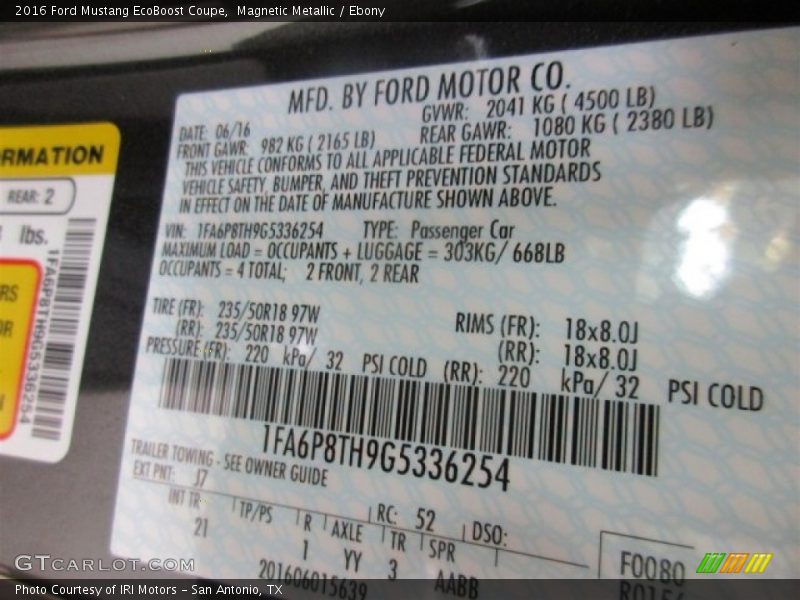 2016 Ford Mustang EcoBoost Coupe, Magnetic Metallic / Ebony
MFD. BY FORD MOTOR CO.
DATE: 06/16
GVWR: 2041 KG ( 4500 LB)
FRONT GAWR: 982 KG ( 2165 LB)
REAR GAWR: 1080 KG ( 2380 LB)
THIS VEHICLE CONFORMS TO ALL APPLICABLE FEDERAL MOTOR
VEHICLE SAFETY, BUMPER, AND THEFT PREVENTION STANDARDS
IN EFFECT ON THE DATE OF MANUFACTURE SHOWN ABOVE.
VIN: 1FA6P8TH9G5336254 TYPE: Passenger Car
MAXIMUM LOAD = OCCUPANTS + LUGGAGE = 303KG/ 668LB
OCCUPANTS = 4 TOTAL; 2 FRONT, 2 REAR
TIRE (FR): 235/50R18 97W RIMS (FR): 18x8.0J
(RR): 235/50R18 97W (RR): 18x8.0J
PRESSURE (FR): 220 kPa/ 32 PSI COLD (RR): 220 kPa/ 32 PSI COLD
1FA6P8TH9G5336254
TRAILER TOWING - SEE OWNER GUIDE
EXT PNT: J7 RC: 52 DSO:
INT TR TP/PS R AXLE TR SPR
21 1 YY 3 AABB
F0080
201606015639
RMATION
REAR: 2
lbs.
1FA6P8TH9G5336254
RS
OR
GTCARLOT.COM
Photo Courtesy of IRI Motors – San Antonio, TX